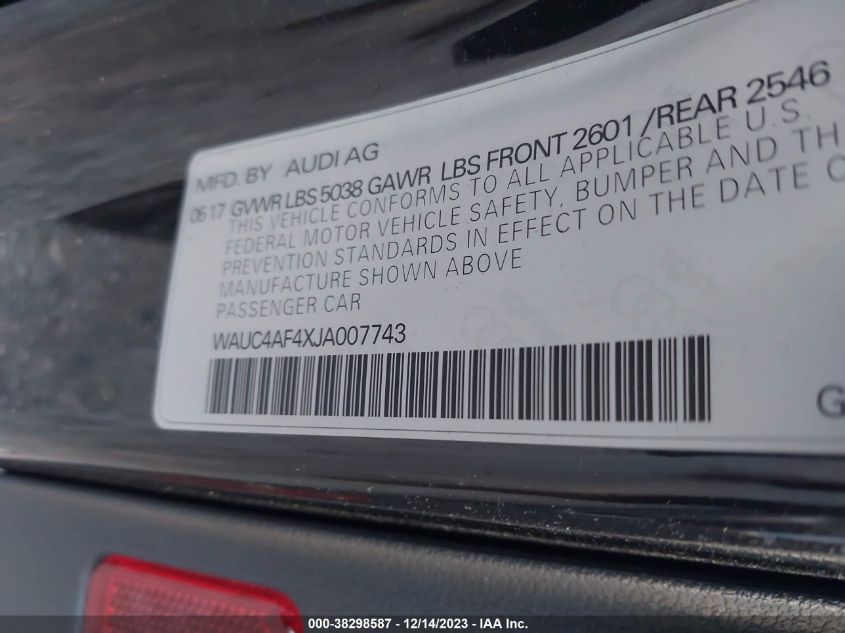 MFD. BY AUDI AG
0517 GVWR LBS 5038 GAWR LBS FRONT 2601 /REAR 2546
THIS VEHICLE CONFORMS TO ALL APPLICABLE U.S.
FEDERAL MOTOR VEHICLE SAFETY, BUMPER AND TH
PREVENTION STANDARDS IN EFFECT ON THE DATE O
MANUFACTURE SHOWN ABOVE
PASSENGER CAR
WAUC4AF4XJA007743
G
000-38298587 - 12/14/2023 - IAA Inc.